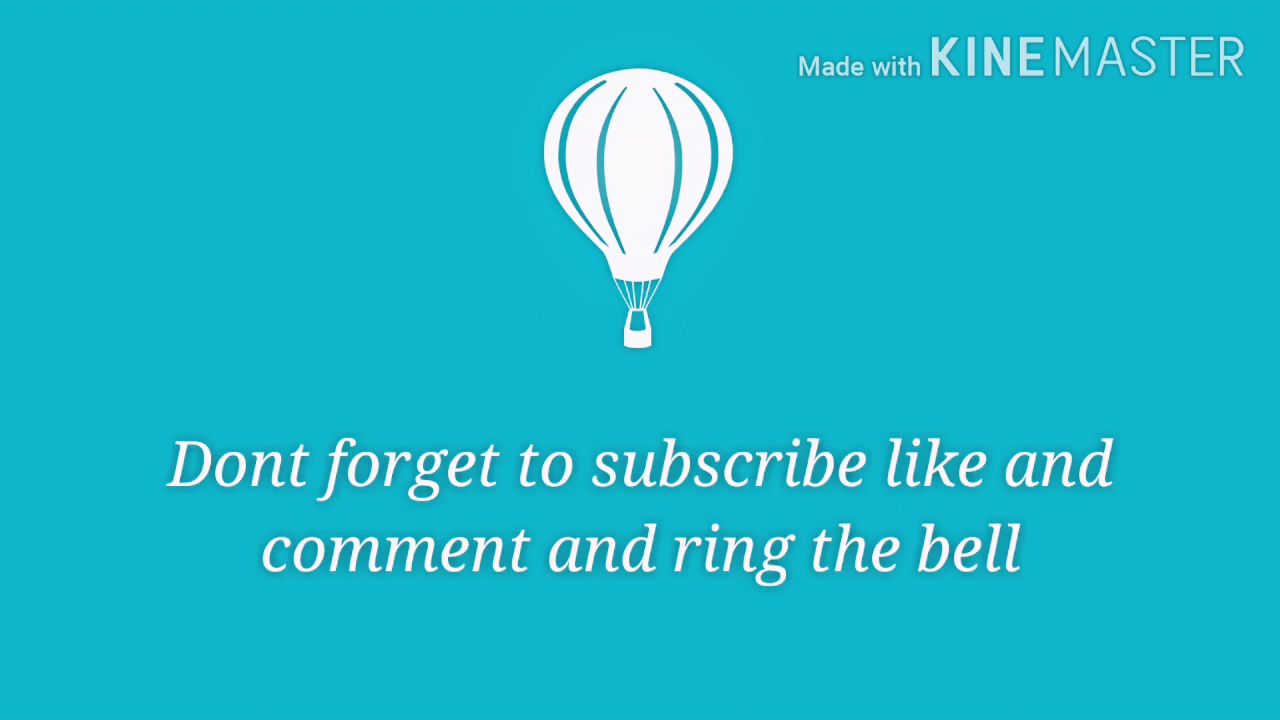 Made with KINEMASTER
Dont forget to subscribe like and
comment and ring the bell